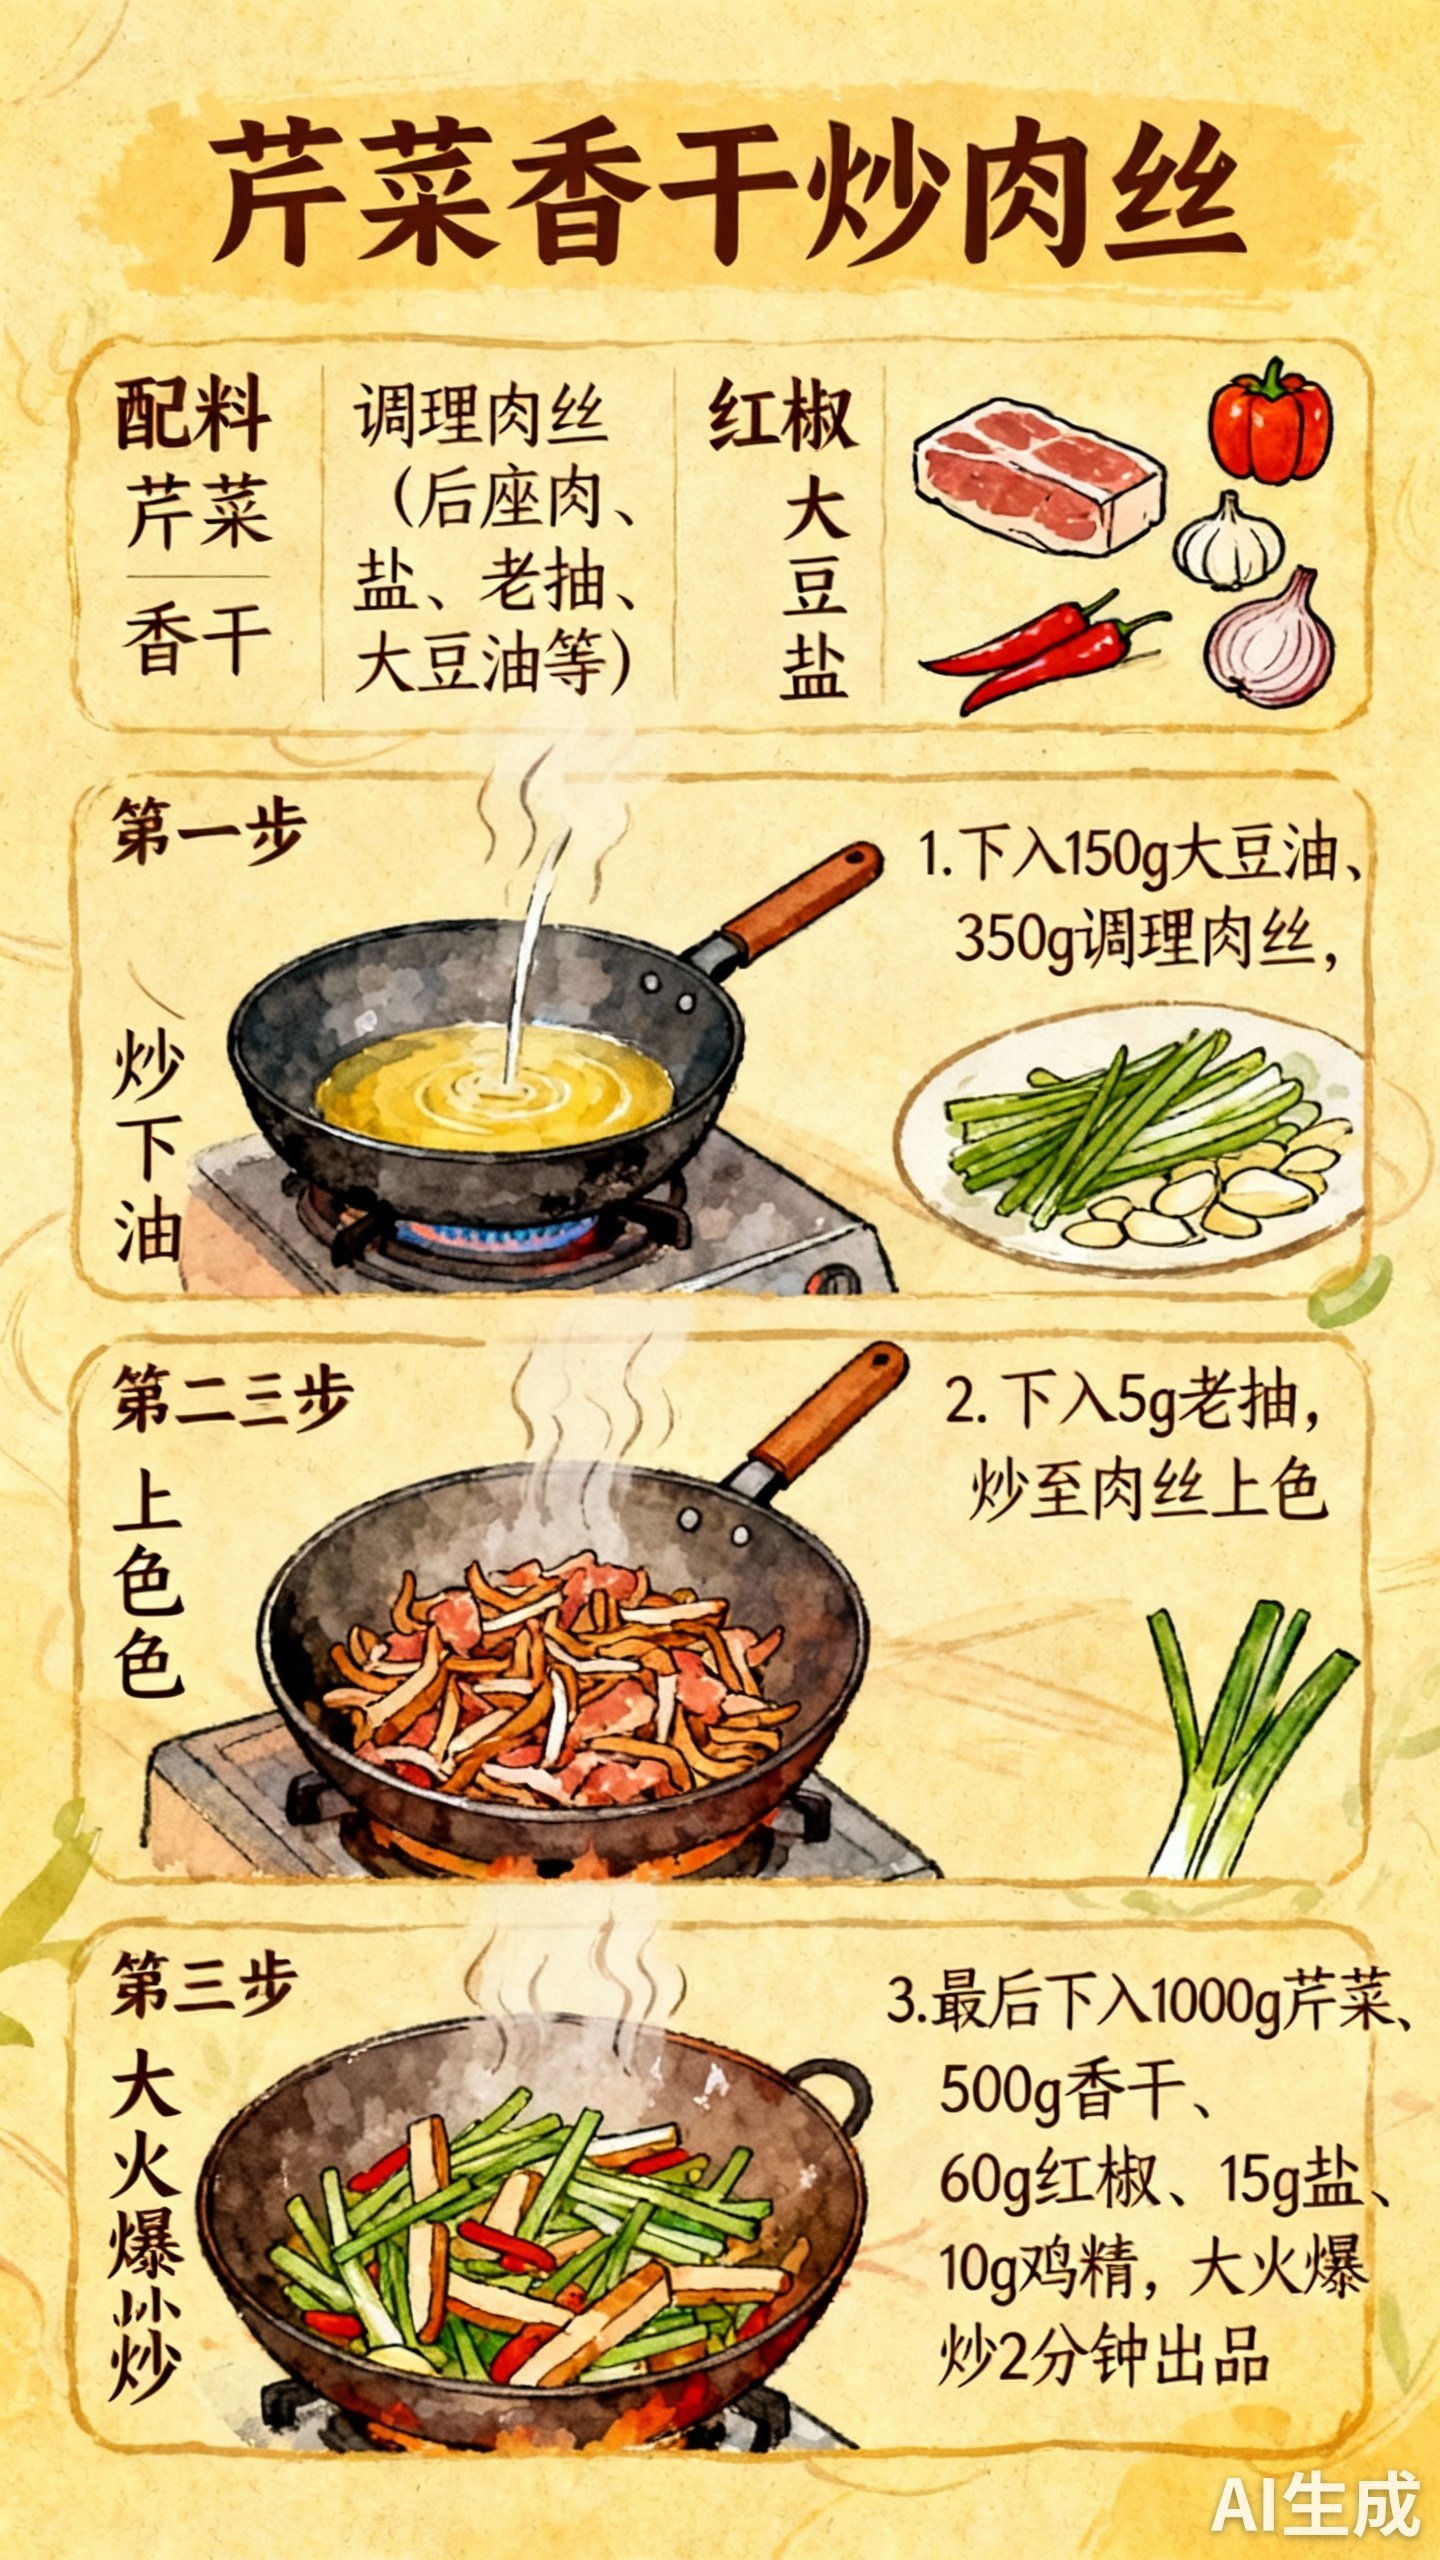 芹菜香干炒肉丝
配料
芹菜
香干
调理肉丝
（后座肉、
盐、老抽、
大豆油等）
红椒
大
豆
盐
第一步
炒
下
油
1.下入150g大豆油、
350g调理肉丝，
第二三步
上
色
色
2.下入5g老抽，
炒至肉丝上色
第三步
大
火
爆
炒
3.最后下入1000g芹菜、
500g香干、
60g红椒、15g盐、
10g鸡精，大火爆
炒2分钟出品
AI生成